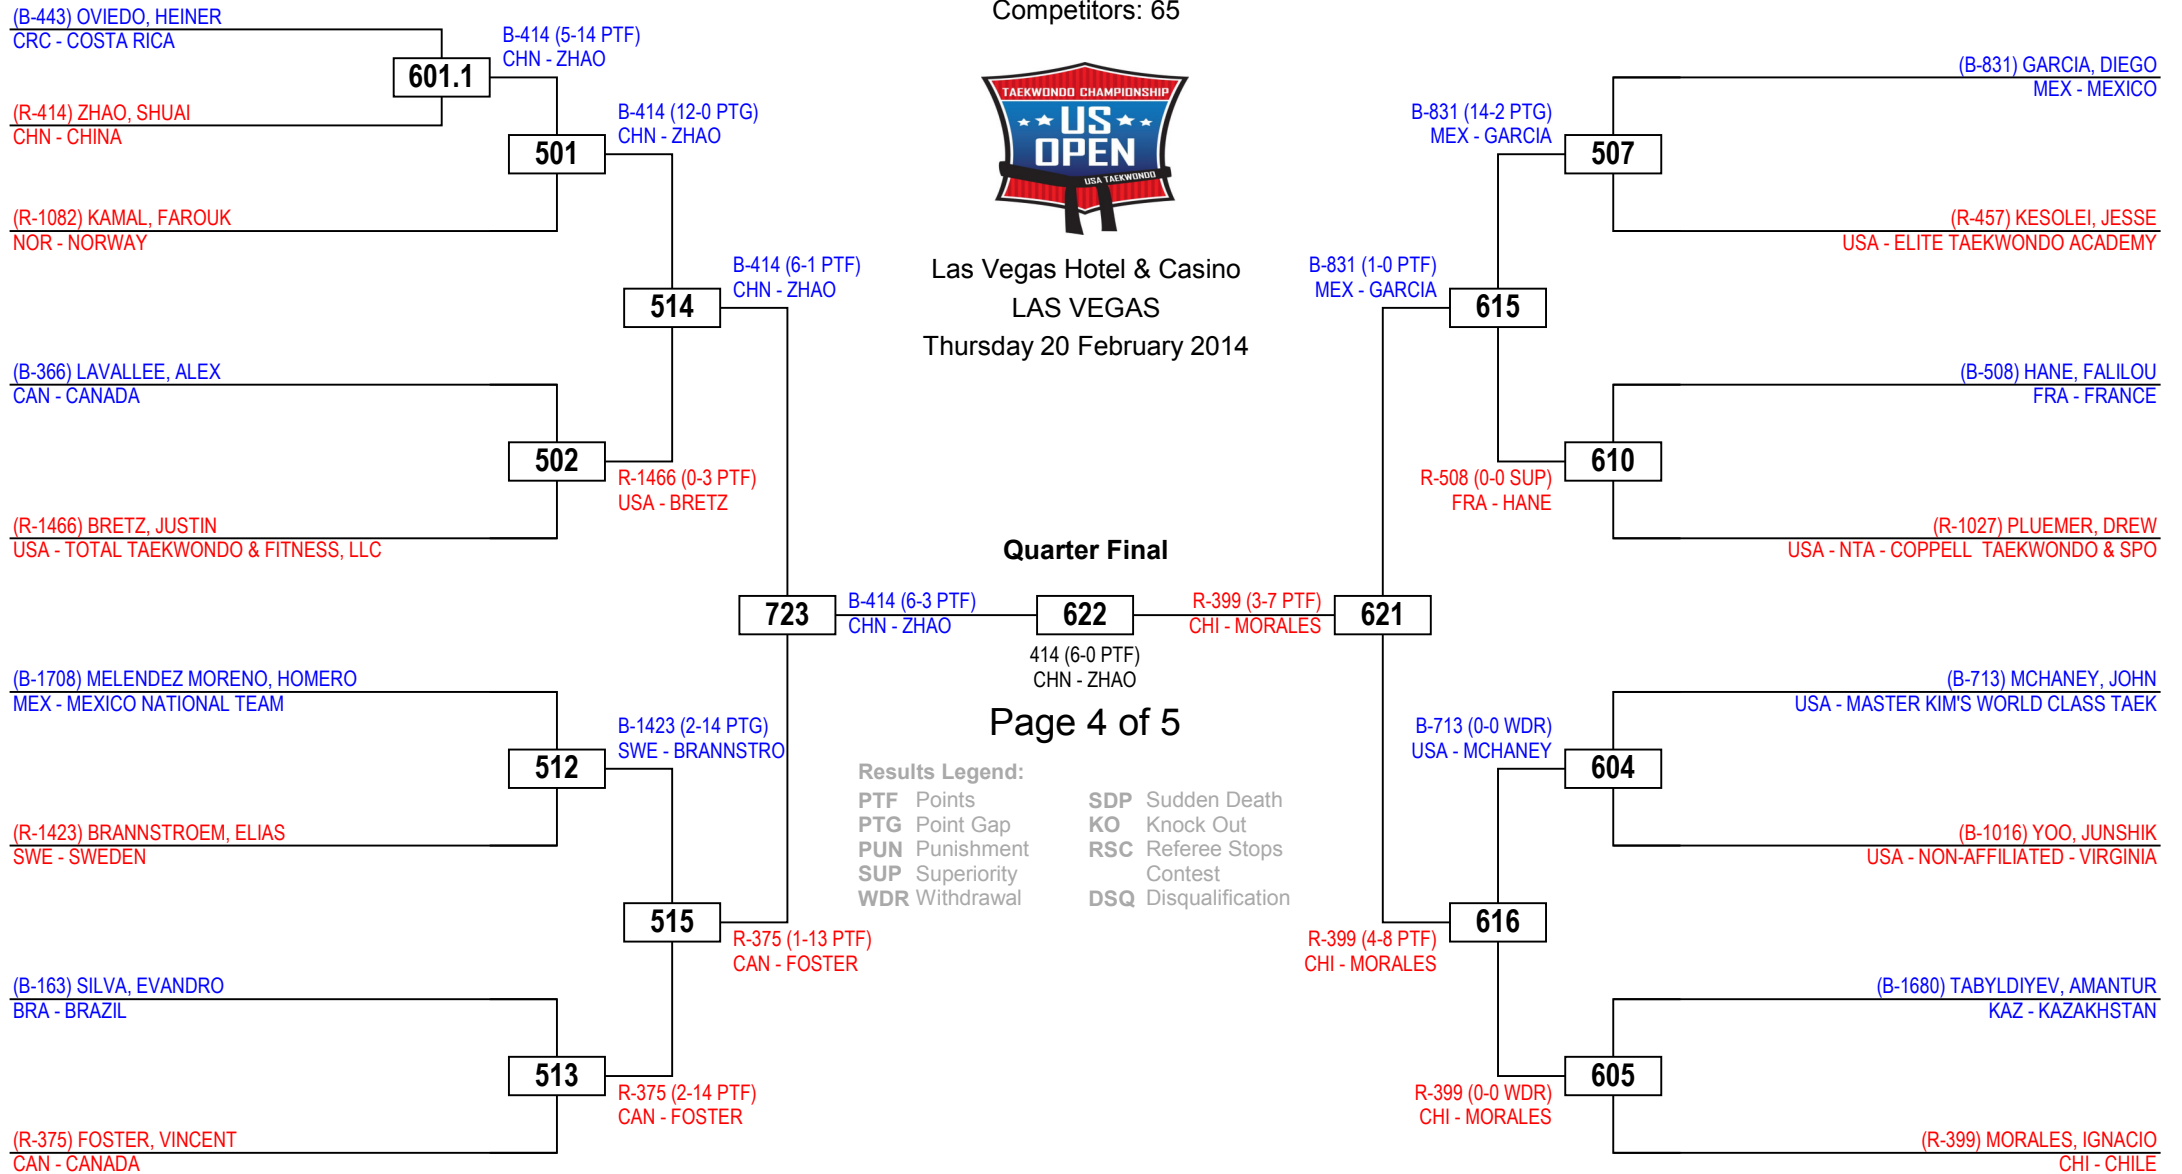 (B-443) OVIEDO, HEINER
CRC - COSTA RICA
601.1
(R-414) ZHAO, SHUAI
CHN - CHINA
B-414 (5-14 PTF)
CHN - ZHAO
501
(R-1082) KAMAL, FAROUK
NOR - NORWAY
B-414 (12-0 PTG)
CHN - ZHAO
514
B-414 (6-1 PTF)
CHN - ZHAO
(B-366) LAVALLEE, ALEX
CAN - CANADA
502
R-1466 (0-3 PTF)
USA - BRETZ
(R-1466) BRETZ, JUSTIN
USA - TOTAL TAEKWONDO & FITNESS, LLC
723
B-414 (6-3 PTF)
CHN - ZHAO
(B-1708) MELENDEZ MORENO, HOMERO
MEX - MEXICO NATIONAL TEAM
512
B-1423 (2-14 PTG)
SWE - BRANNSTRO
(R-1423) BRANNSTROEM, ELIAS
SWE - SWEDEN
515
R-375 (1-13 PTF)
CAN - FOSTER
(B-163) SILVA, EVANDRO
BRA - BRAZIL
513
R-375 (2-14 PTF)
CAN - FOSTER
(R-375) FOSTER, VINCENT
CAN - CANADA
Competitors: 65
TAEKWONDO CHAMPIONSHIP
US
OPEN
USA TAEKWONDO
Las Vegas Hotel & Casino
LAS VEGAS
Thursday 20 February 2014
Quarter Final
622
414 (6-0 PTF)
CHN - ZHAO
Page 4 of 5
Results Legend:
PTF Points
PTG Point Gap
PUN Punishment
SUP Superiority
WDR Withdrawal
SDP Sudden Death
KO Knock Out
RSC Referee Stops
Contest
DSQ Disqualification
(B-831) GARCIA, DIEGO
MEX - MEXICO
B-831 (14-2 PTG)
MEX - GARCIA
507
(R-457) KESOLEI, JESSE
USA - ELITE TAEKWONDO ACADEMY
B-831 (1-0 PTF)
MEX - GARCIA
615
(B-508) HANE, FALILOU
FRA - FRANCE
610
R-508 (0-0 SUP)
FRA - HANE
(R-1027) PLUEMER, DREW
USA - NTA - COPPELL TAEKWONDO & SPO
R-399 (3-7 PTF)
CHI - MORALES
621
(B-713) MCHANEY, JOHN
USA - MASTER KIM'S WORLD CLASS TAEK
B-713 (0-0 WDR)
USA - MCHANEY
604
(B-1016) YOO, JUNSHIK
USA - NON-AFFILIATED - VIRGINIA
616
R-399 (4-8 PTF)
CHI - MORALES
(B-1680) TABYLDIYEV, AMANTUR
KAZ - KAZAKHSTAN
605
R-399 (0-0 WDR)
CHI - MORALES
(R-399) MORALES, IGNACIO
CHI - CHILE